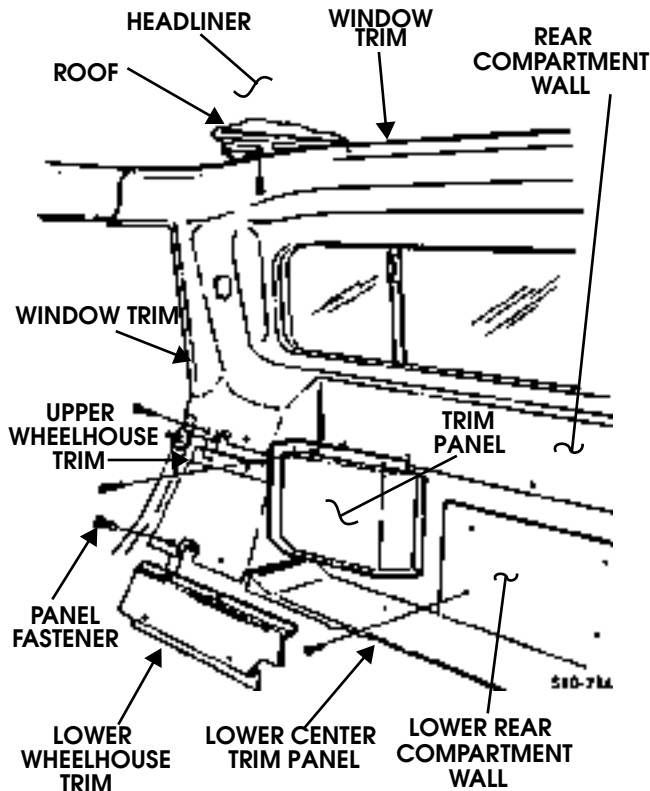 HEADLINER
WINDOW
TRIM
REAR
COMPARTMENT
WALL
ROOF
WINDOW TRIM
UPPER
WHEELHOUSE
TRIM
TRIM
PANEL
PANEL
FASTENER
LOWER
WHEELHOUSE
TRIM
LOWER CENTER
TRIM PANEL
LOWER REAR
COMPARTMENT
WALL